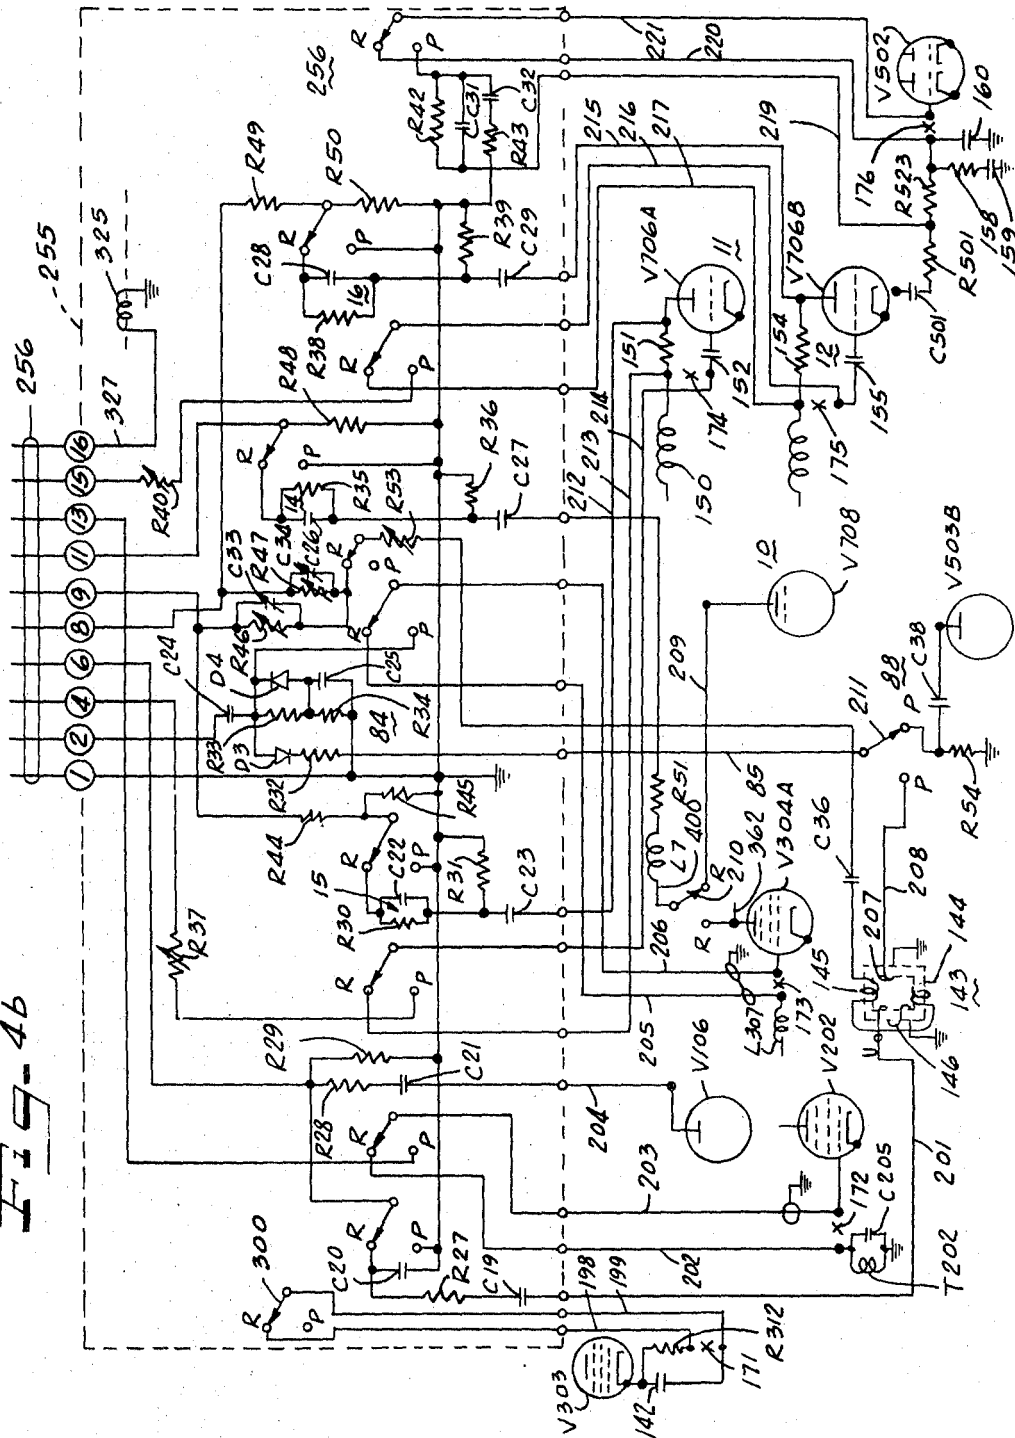 Fig-4b
256
255
325
327
16
15
13
11
9
8
6
4
2
1
R40
R49
R50
R
P
256
R42
C31
C32
R43
221
220
V502
160
176
R523
158
159
R501
C501
219
215
216
217
R39
C29
C28
R
P
16
R38
R
P
R48
R
P
R36
C27
14
R35
R53
C34
C26
R47
C33
R46
R
P
R
P
C24
D4
C25
R33
84
R34
D3
R32
R44
R45
R
P
15
C22
R31
R30
C23
R37
R
P
R29
R28
C21
R
P
R
P
C20
R27
C19
300
R
P
V706A
11
151
152
174
150
V706B
12
154
155
175
214
213
212
10
V708
209
V503B
C38
88
P
211
P
R54
R51
L7
400
R
210
R
362
V304A
85
C36
208
207
144
143
145
146
206
205
L307
173
V106
204
V202
203
172
C205
T202
202
201
198
199
V303
142
171
R312